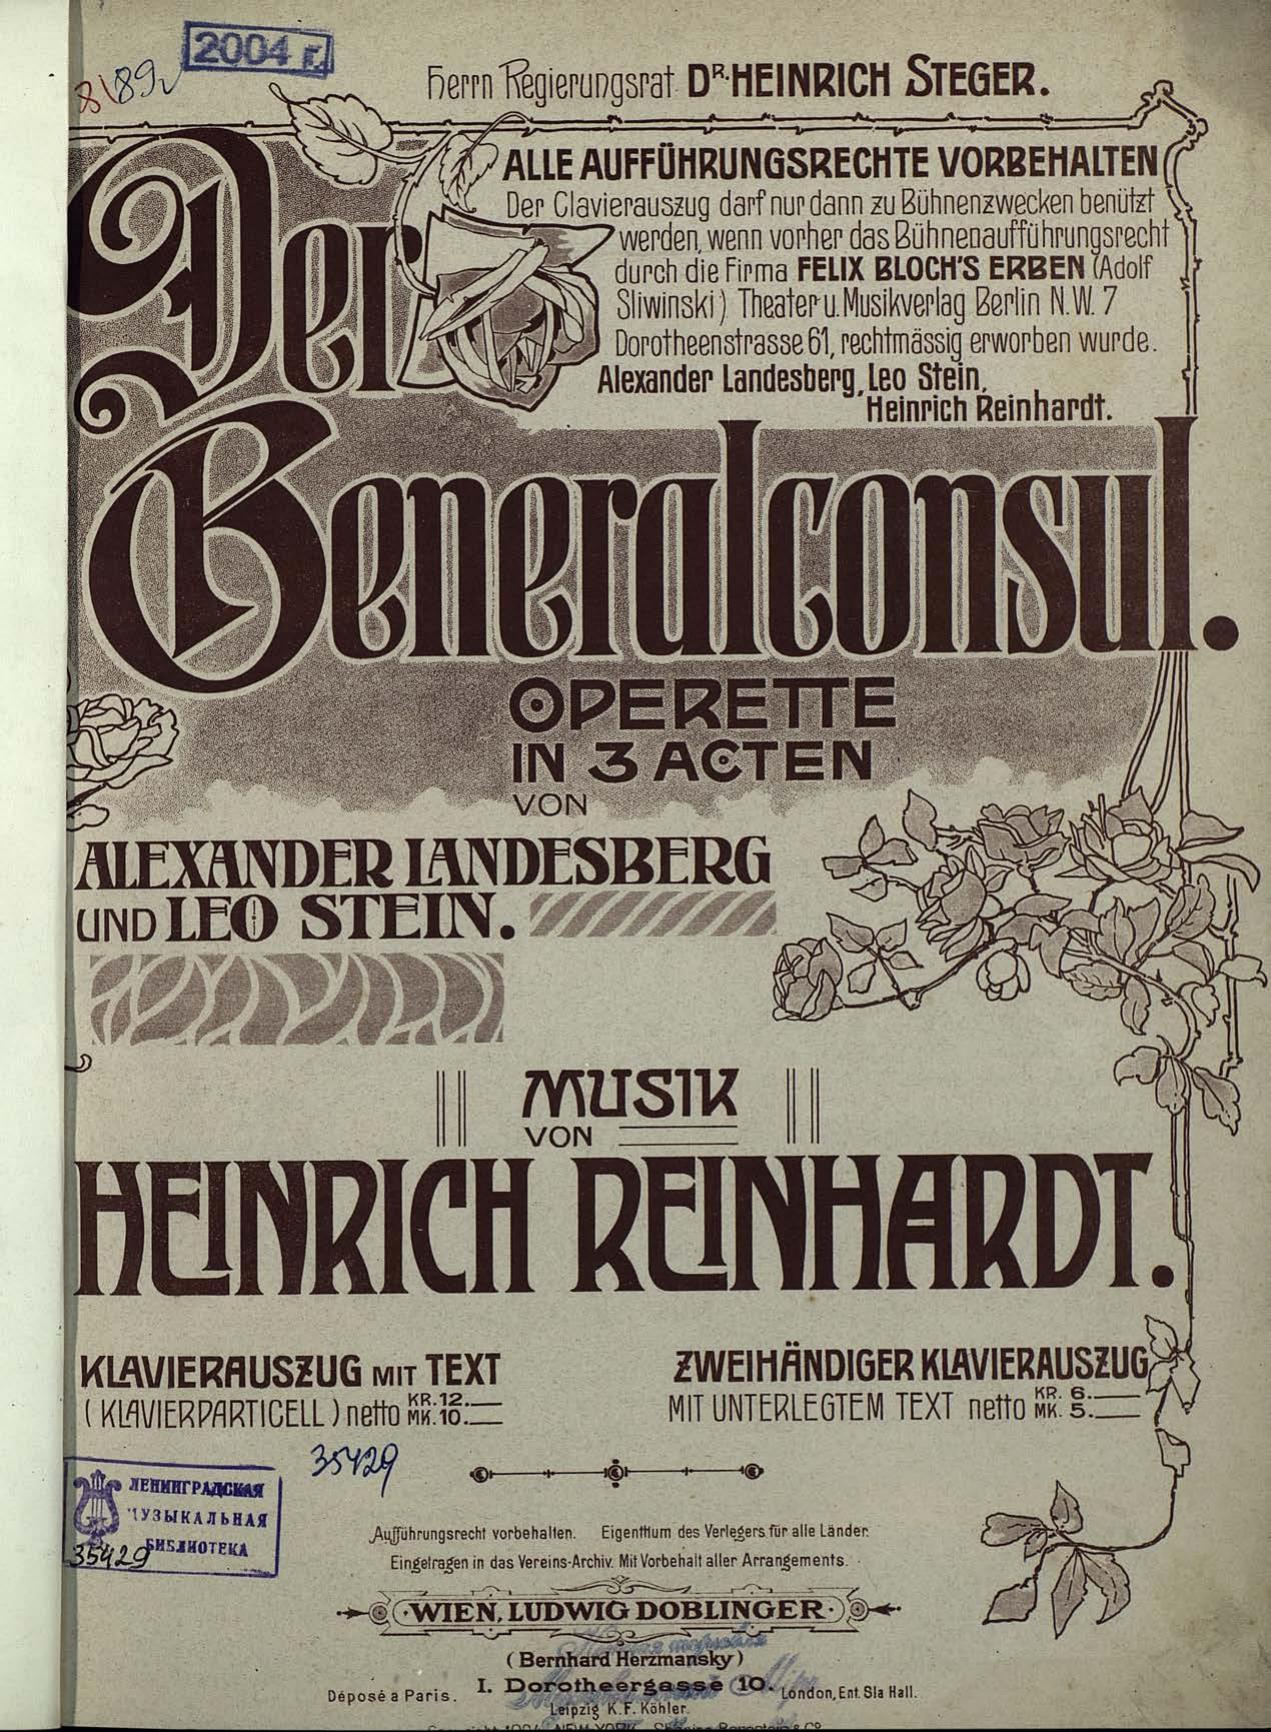 2004 г.
8189
Herrn Regierungsrat DR. HEINRICH STEGER.
ALLE AUFFÜHRUNGSRECHTE VORBEHALTEN
Der Clavierauszug darf nur dann zu Bühnenzwecken benützt
werden, wenn vorher das Bühnenaufführungsrecht
durch die Firma FELIX BLOCH'S ERBEN (Adolf
Sliwinski) Theater- u. Musikverlag Berlin N.W. 7
Dorotheenstrasse 61, rechtmässig erworben wurde.
Alexander Landesberg, Leo Stein,
Heinrich Reinhardt.
Der
Generalconsul.
OPERETTE
IN 3 ACTEN
VON
ALEXANDER LANDESBERG
UND LEO STEIN.
MUSIK
VON
HEINRICH REINHARDT.
KLAVIERAUSZUG MIT TEXT
(KLAVIERPARTICELL) netto KR. 12.—
MK. 10.—
ZWEIHÄNDIGER KLAVIERAUSZUG
MIT UNTERLEGTEM TEXT netto KR. 6.—
MK. 5.—
35429
ЛЕНИНГРАДСКАЯ
МУЗЫКАЛЬНАЯ
БИБЛИОТЕКА
35429
Aufführungsrecht vorbehalten. Eigenthum des Verlegers für alle Länder.
Eingetragen in das Vereins-Archiv. Mit Vorbehalt aller Arrangements.
WIEN, LUDWIG DOBLINGER
(Bernhard Herzmansky)
I. Dorotheergasse 10.
Déposé a Paris.
London, Ent. Sta Hall.
Leipzig K.F. Köhler.